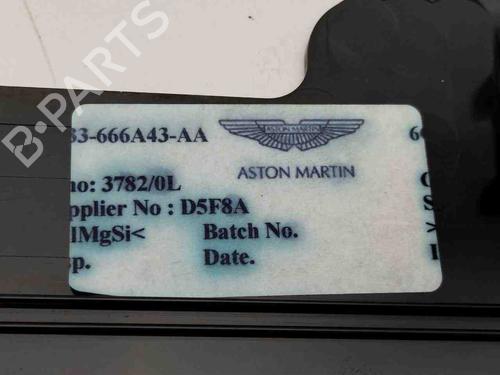 33-666A43-AA
ASTON MARTIN
ASTON MARTIN
no: 3782/0L
pplier No : D5F8A
lMgSi< Batch No.
p. Date.
B-PARTS